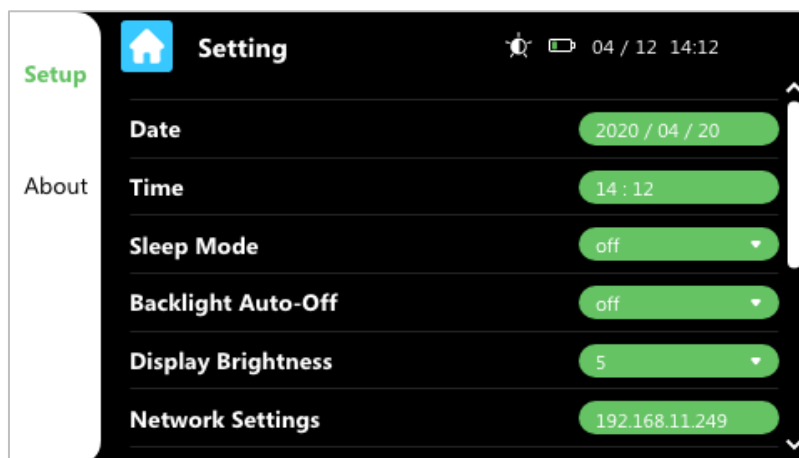 Setup
About
Setting 04 / 12 14:12
Date 2020 / 04 / 20
Time 14 : 12
Sleep Mode off
Backlight Auto-Off off
Display Brightness 5
Network Settings 192.168.11.249